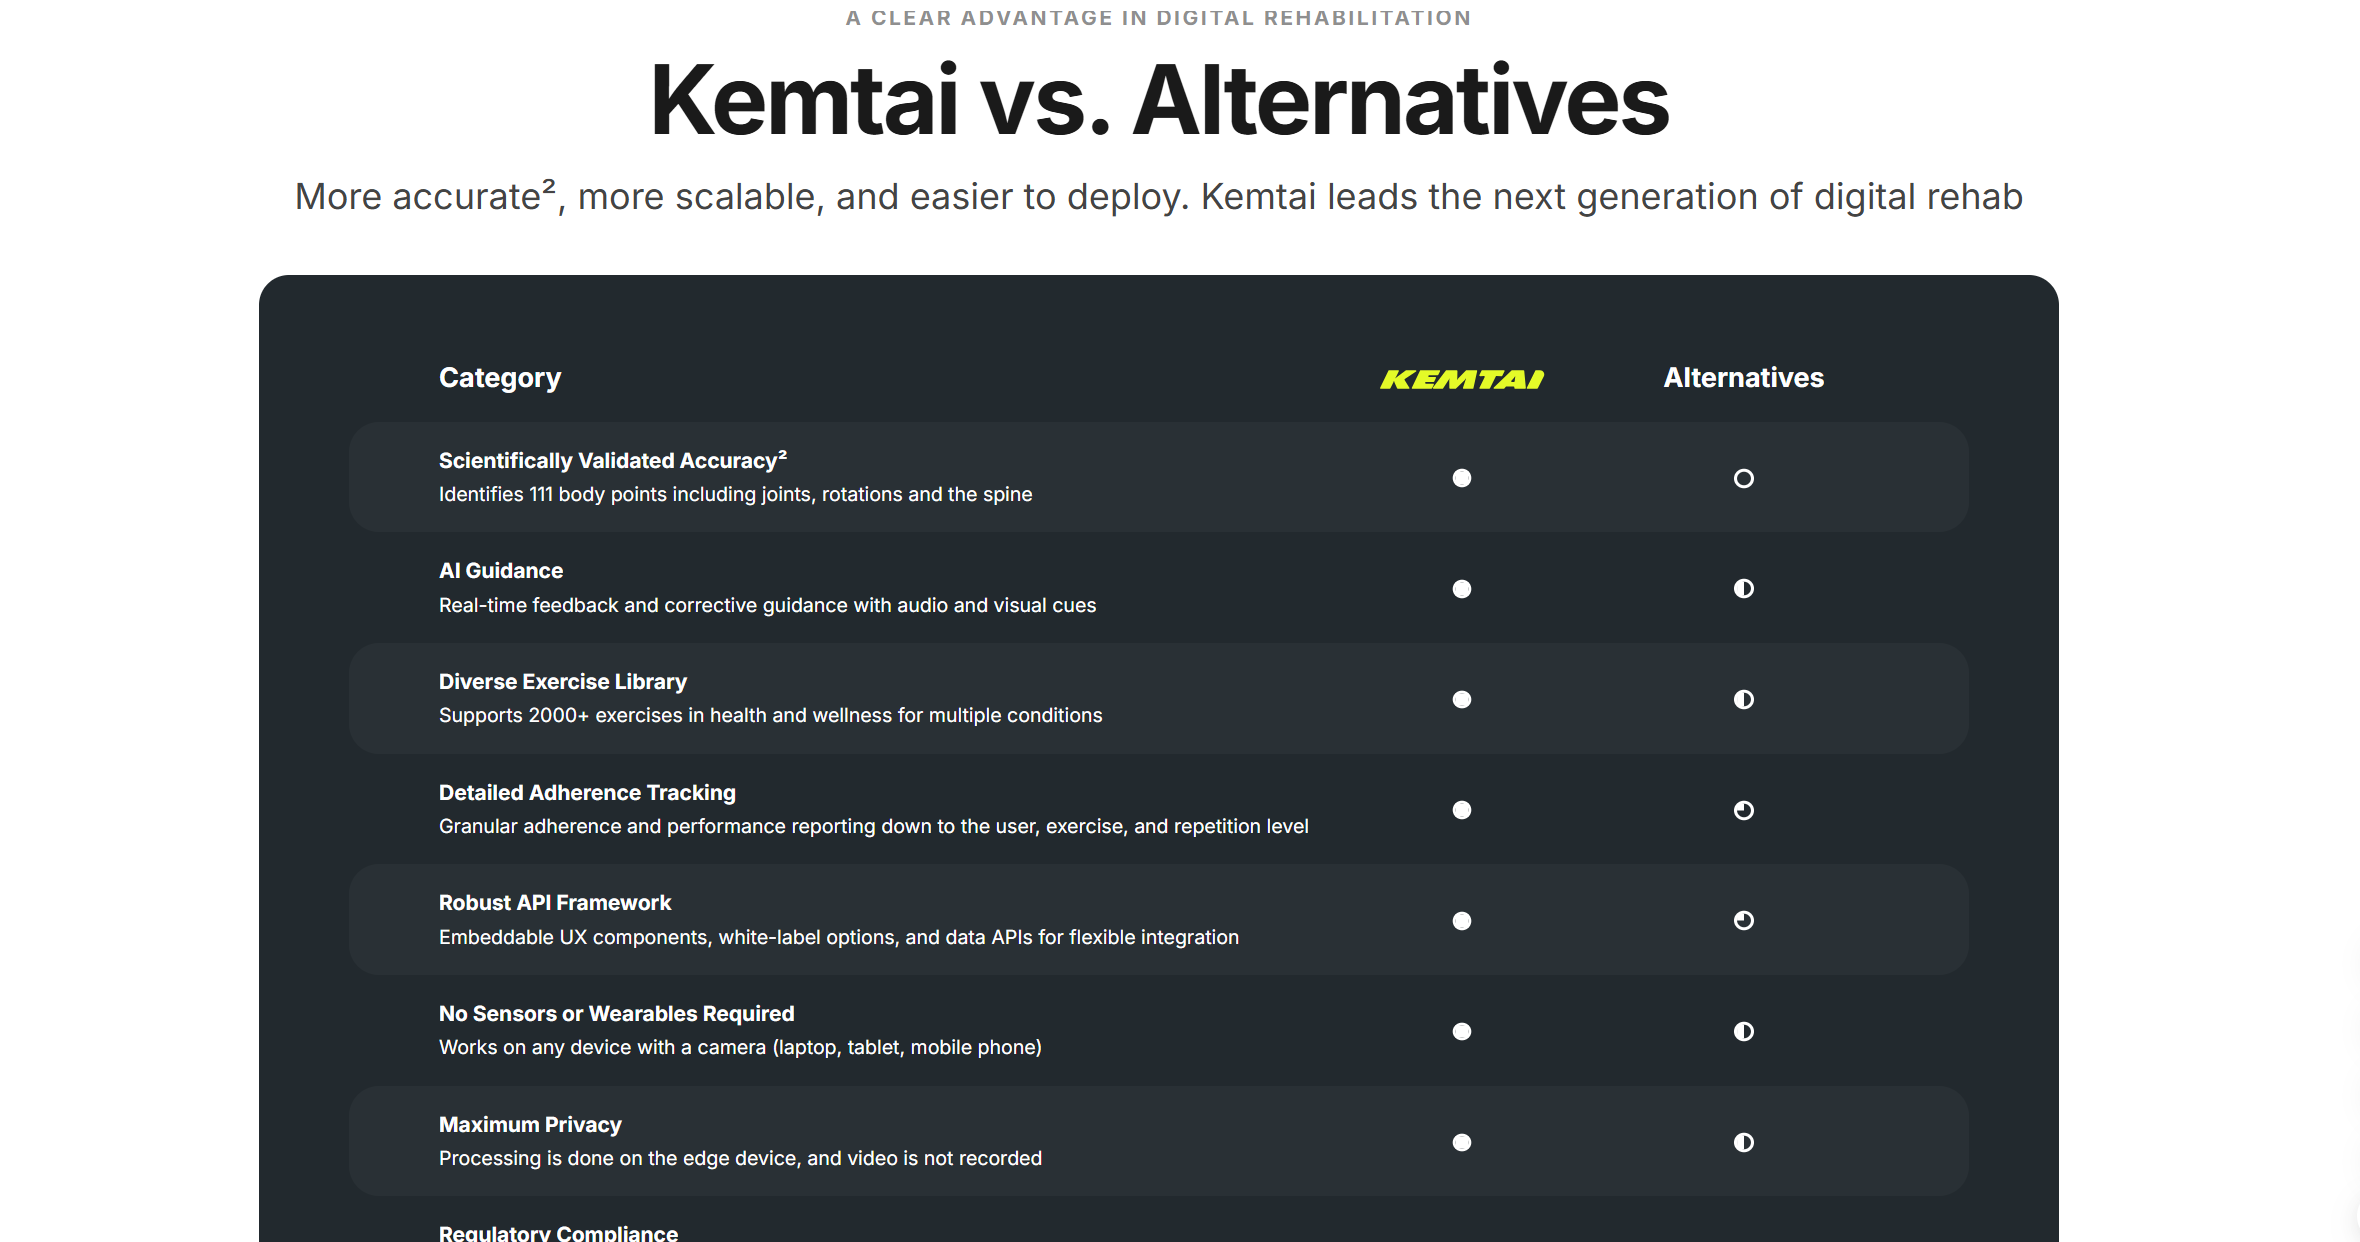 A CLEAR ADVANTAGE IN DIGITAL REHABILITATION
Kemtai vs. Alternatives
More accurate², more scalable, and easier to deploy. Kemtai leads the next generation of digital rehab
Category
KEMTAI
Alternatives
Scientifically Validated Accuracy²
Identifies 111 body points including joints, rotations and the spine
AI Guidance
Real-time feedback and corrective guidance with audio and visual cues
Diverse Exercise Library
Supports 2000+ exercises in health and wellness for multiple conditions
Detailed Adherence Tracking
Granular adherence and performance reporting down to the user, exercise, and repetition level
Robust API Framework
Embeddable UX components, white-label options, and data APIs for flexible integration
No Sensors or Wearables Required
Works on any device with a camera (laptop, tablet, mobile phone)
Maximum Privacy
Processing is done on the edge device, and video is not recorded
Regulatory Compliance